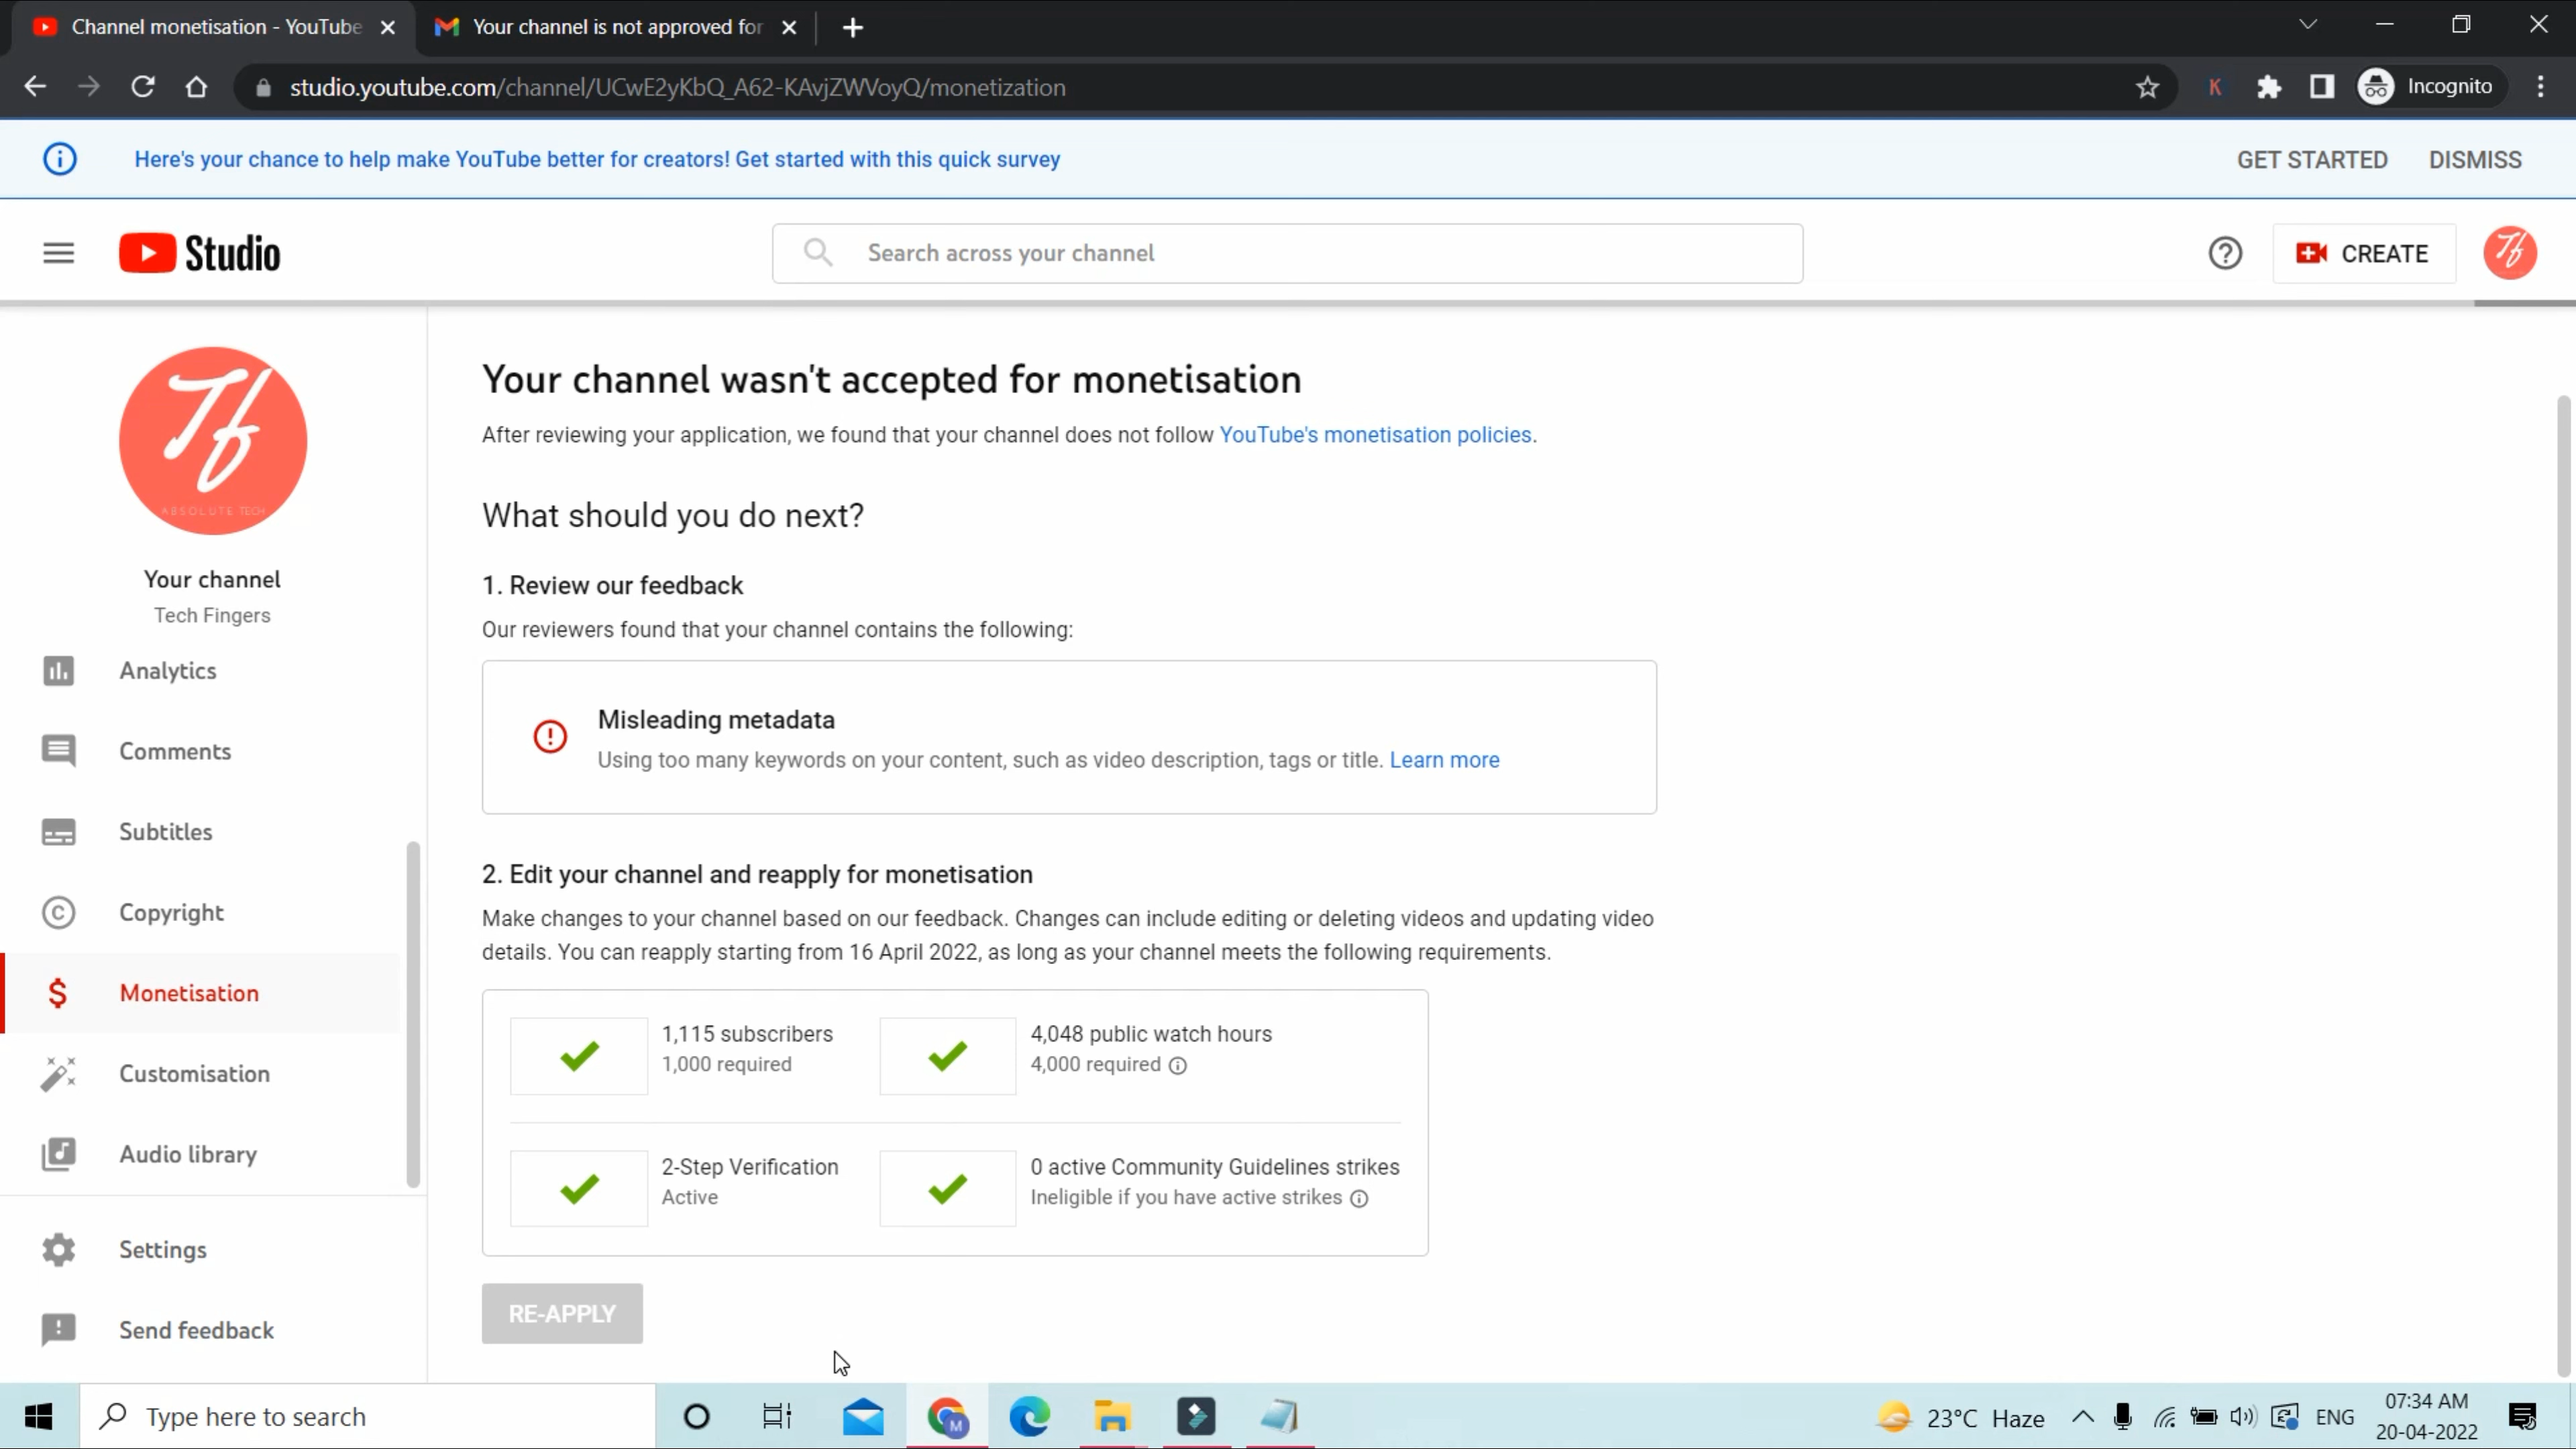 Channel monetisation - YouTube
Your channel is not approved for
studio.youtube.com/channel/UCwE2yKbQ_A62-KAvjZWVoyQ/monetization
K
Incognito
Here's your chance to help make YouTube better for creators! Get started with this quick survey
GET STARTED
DISMISS
Studio
Search across your channel
CREATE
Tf
Tf
ABSOLUTE TECH
Your channel
Tech Fingers
Analytics
Comments
Subtitles
Copyright
Monetisation
Customisation
Audio library
Settings
Send feedback
Your channel wasn't accepted for monetisation
After reviewing your application, we found that your channel does not follow YouTube's monetisation policies.
What should you do next?
1. Review our feedback
Our reviewers found that your channel contains the following:
Misleading metadata
Using too many keywords on your content, such as video description, tags or title. Learn more
2. Edit your channel and reapply for monetisation
Make changes to your channel based on our feedback. Changes can include editing or deleting videos and updating video
details. You can reapply starting from 16 April 2022, as long as your channel meets the following requirements.
1,115 subscribers
1,000 required
4,048 public watch hours
4,000 required
2-Step Verification
Active
0 active Community Guidelines strikes
Ineligible if you have active strikes
RE-APPLY
Type here to search
M
23°C Haze
ENG
07:34 AM
20-04-2022